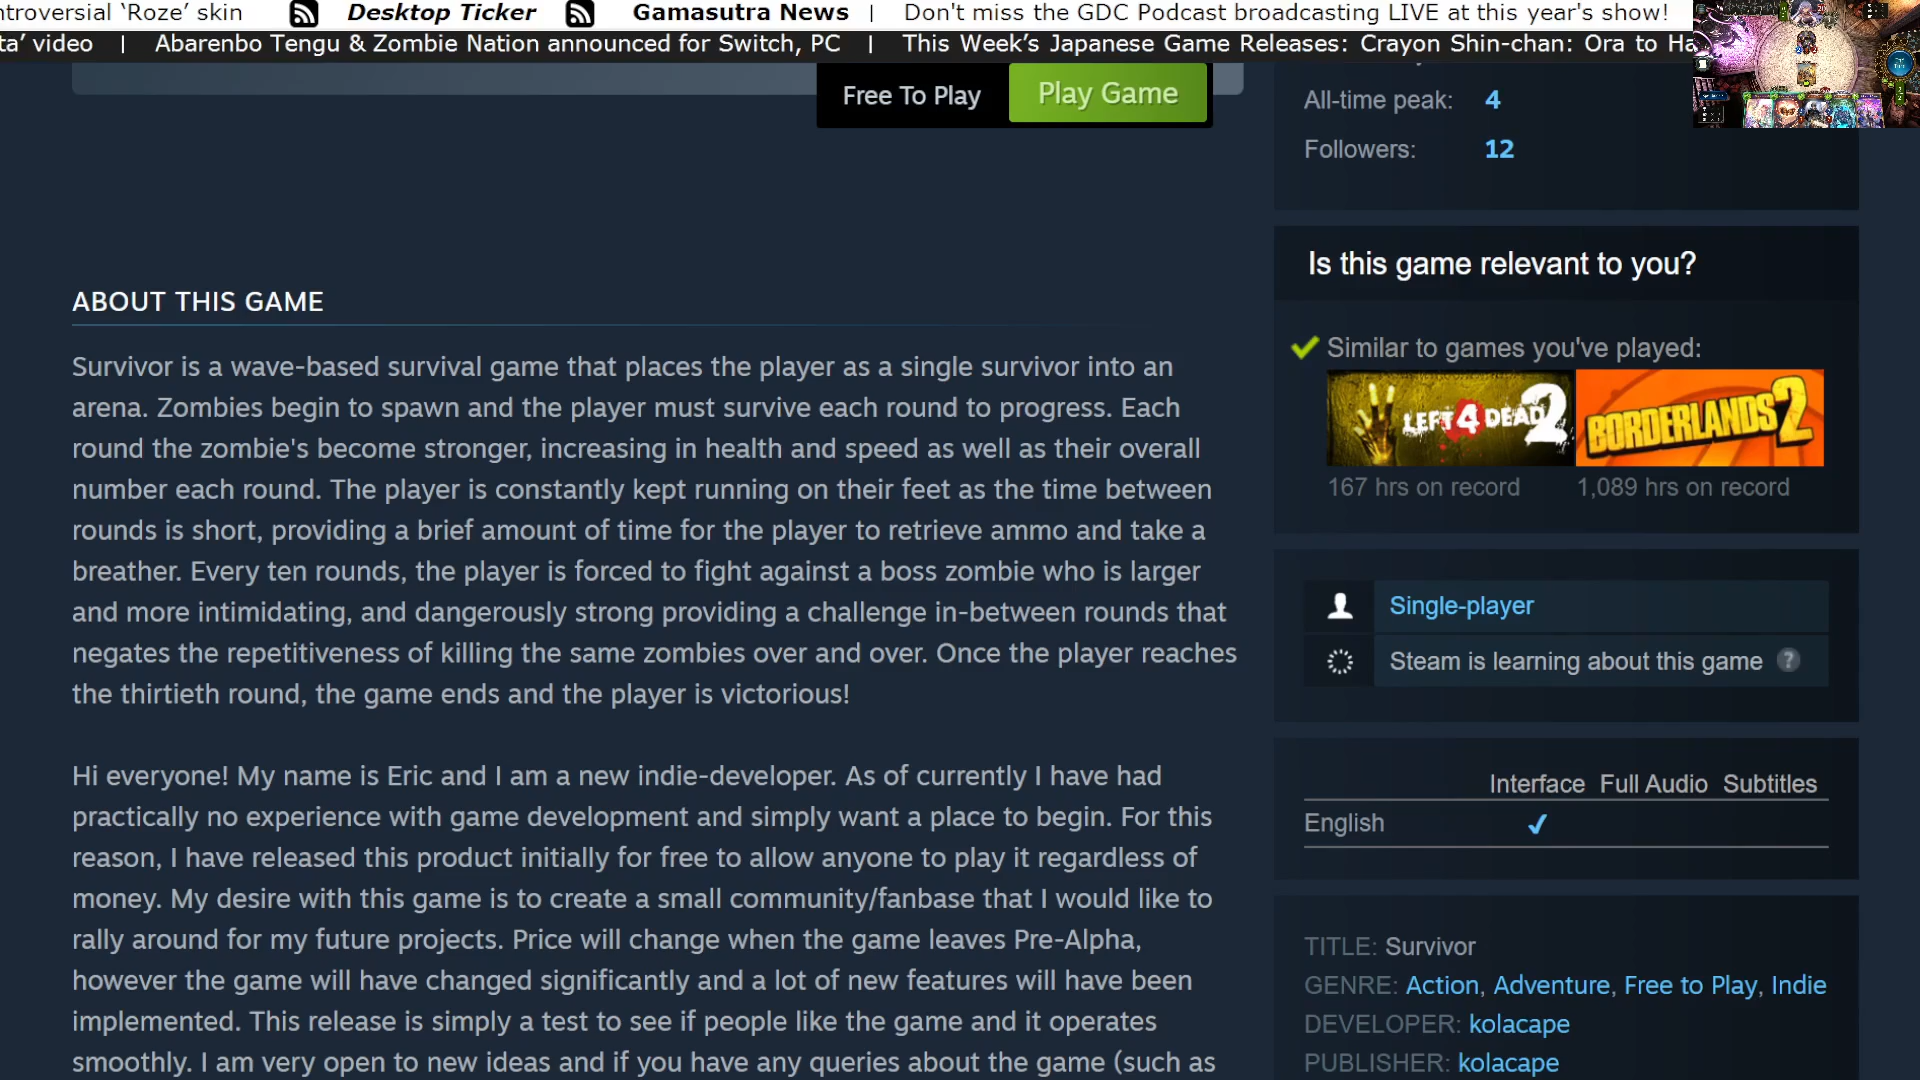 ntroversial ‘Roze’ skin Desktop Ticker Gamasutra News | Don't miss the GDC Podcast broadcasting LIVE at this year's show!
ta’ video | Abarenbo Tengu & Zombie Nation announced for Switch, PC | This Week’s Japanese Game Releases: Crayon Shin-chan: Ora to Ha
Free To Play
Play Game
ABOUT THIS GAME
Survivor is a wave-based survival game that places the player as a single survivor into an
arena. Zombies begin to spawn and the player must survive each round to progress. Each
round the zombie's become stronger, increasing in health and speed as well as their overall
number each round. The player is constantly kept running on their feet as the time between
rounds is short, providing a brief amount of time for the player to retrieve ammo and take a
breather. Every ten rounds, the player is forced to fight against a boss zombie who is larger
and more intimidating, and dangerously strong providing a challenge in-between rounds that
negates the repetitiveness of killing the same zombies over and over. Once the player reaches
the thirtieth round, the game ends and the player is victorious!
Hi everyone! My name is Eric and I am a new indie-developer. As of currently I have had
practically no experience with game development and simply want a place to begin. For this
reason, I have released this product initially for free to allow anyone to play it regardless of
money. My desire with this game is to create a small community/fanbase that I would like to
rally around for my future projects. Price will change when the game leaves Pre-Alpha,
however the game will have changed significantly and a lot of new features will have been
implemented. This release is simply a test to see if people like the game and it operates
smoothly. I am very open to new ideas and if you have any queries about the game (such as
All-time peak: 4
Followers: 12
Is this game relevant to you?
Similar to games you've played:
LEFT 4 DEAD 2
BORDERLANDS 2
167 hrs on record
1,089 hrs on record
Single-player
Steam is learning about this game ?
Interface Full Audio Subtitles
English ✓
TITLE: Survivor
GENRE: Action, Adventure, Free to Play, Indie
DEVELOPER: kolacape
PUBLISHER: kolacape